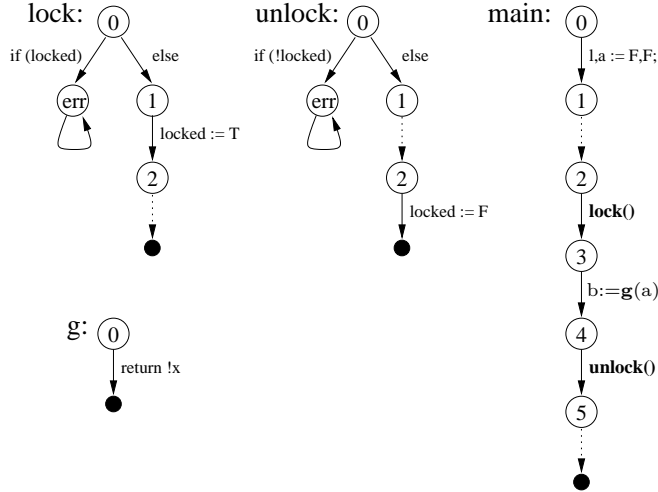 lock:
0
if (locked)
else
err
1
locked := T
2
unlock:
0
if (!locked)
else
err
1
2
locked := F
main:
0
l,a := F,F;
1
2
lock()
3
b:=g(a)
4
unlock()
5
g:
0
return !x